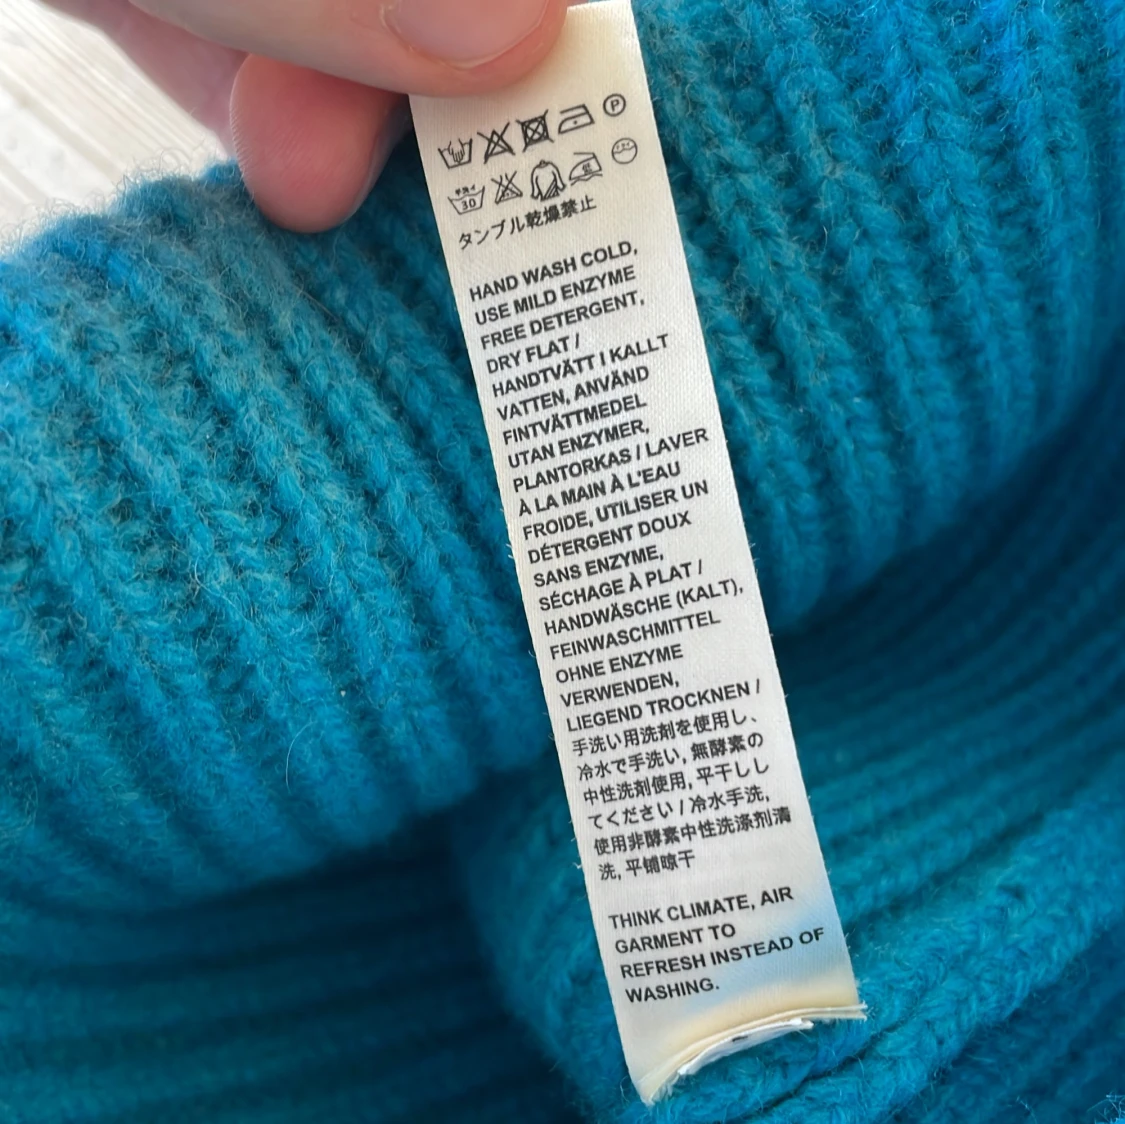 P
手洗イ
30
タンブル乾燥禁止
HAND WASH COLD,
USE MILD ENZYME
FREE DETERGENT,
DRY FLAT /
HANDTVÄTT I KALLT
VATTEN, ANVÄND
FINTVÄTTMEDEL
UTAN ENZYMER,
PLANTORKAS / LAVER
À LA MAIN À L'EAU
FROIDE, UTILISER UN
DÉTERGENT DOUX
SANS ENZYME,
SÉCHAGE À PLAT /
HANDWÄSCHE (KALT),
FEINWASCHMITTEL
OHNE ENZYME
VERWENDEN,
LIEGEND TROCKNEN /
手洗い用洗剤を使用し、
冷水で手洗い, 無酵素の
中性洗剤使用, 平干しし
てください / 冷水手洗,
使用非酵素中性洗涤剂清
洗, 平铺晾干
THINK CLIMATE, AIR
GARMENT TO
REFRESH INSTEAD OF
WASHING.